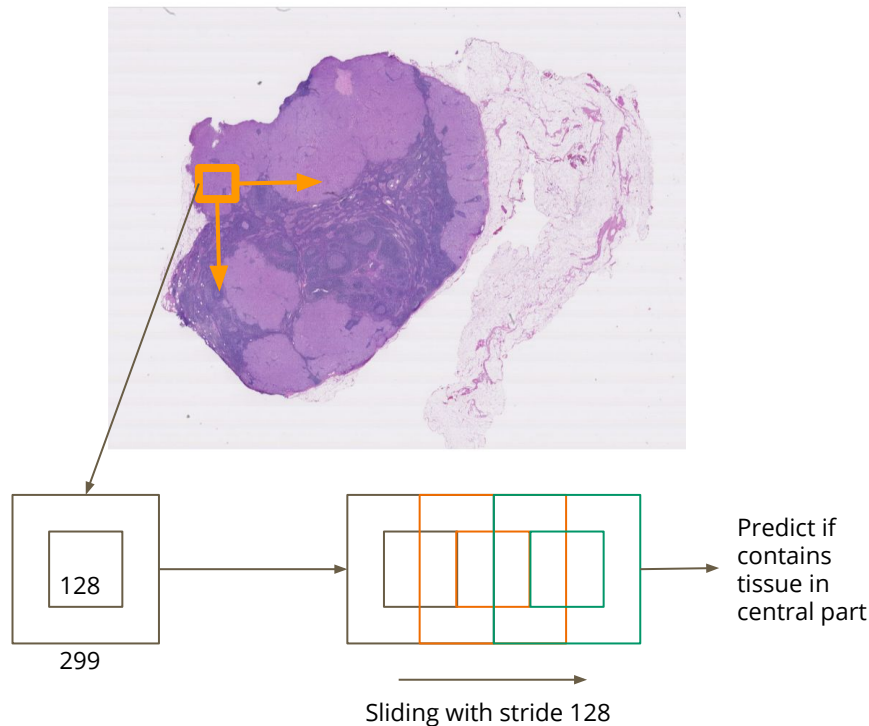 128
299
Predict if
contains
tissue in
central part
Sliding with stride 128